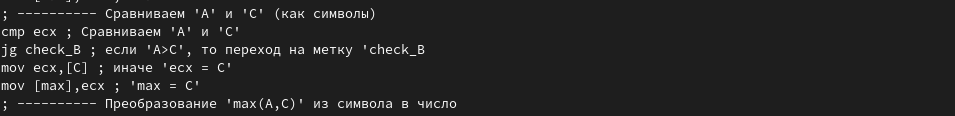 ; ---------- Сравниваем 'A' и 'C' (как символы)
cmp ecx ; Сравниваем 'A' и 'C'
jg check_B ; если 'A>C', то переход на метку 'check_B
mov ecx,[C] ; иначе 'ecx = C'
mov [max],ecx ; 'max = C'
; ---------- Преобразование 'max(A,C)' из символа в число